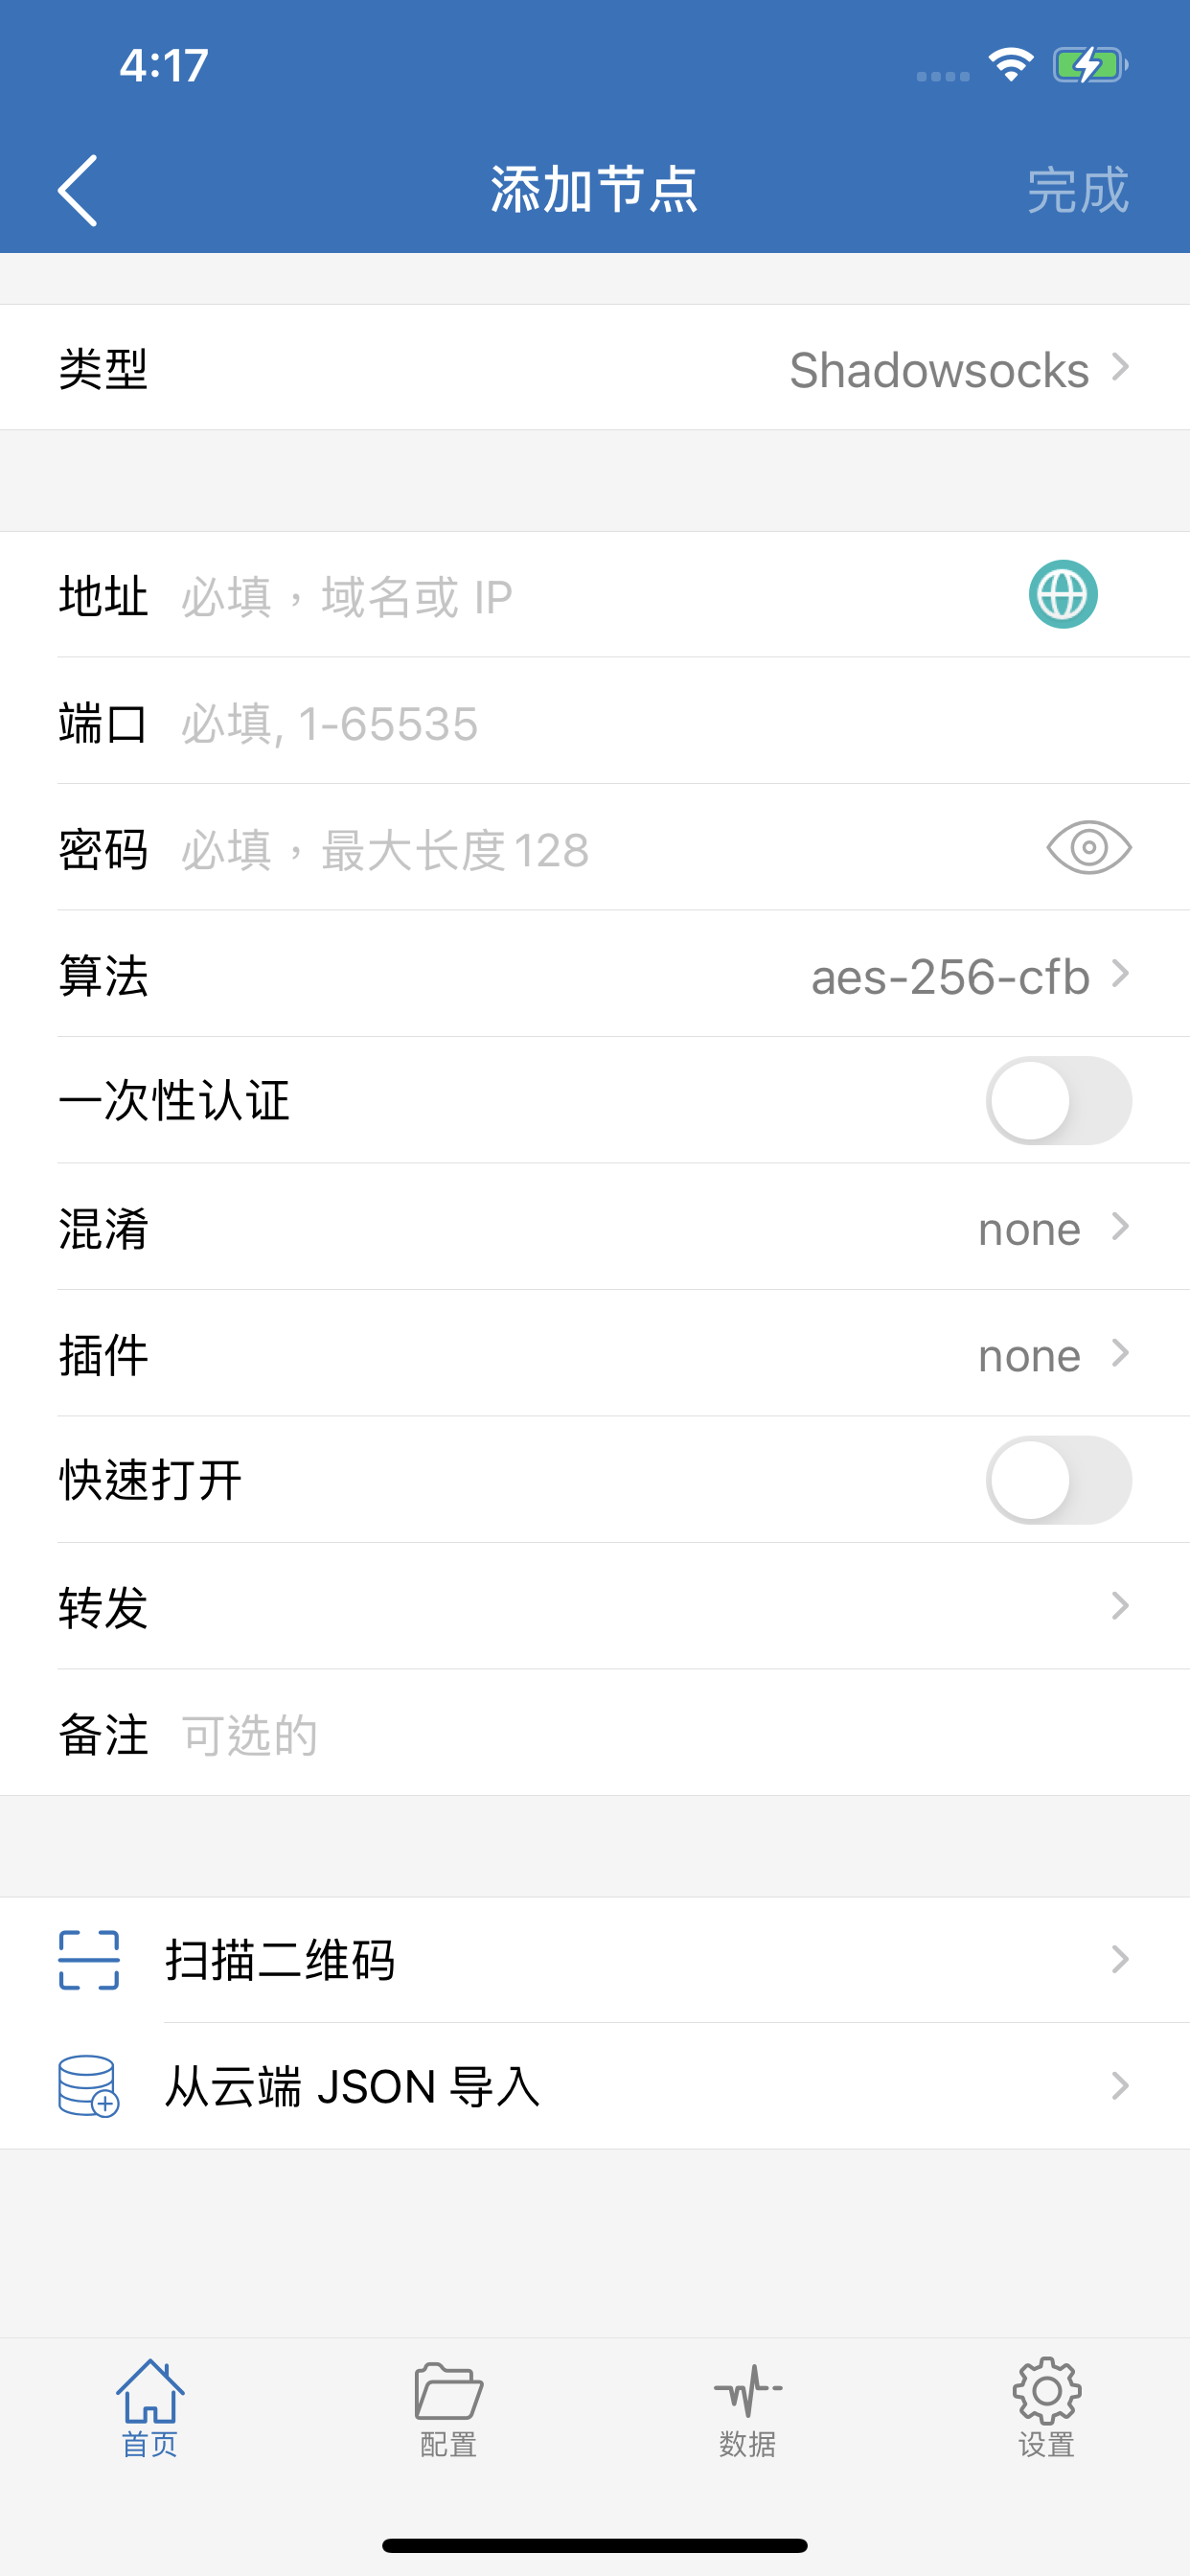 4:17
添加节点
完成
类型 Shadowsocks
地址 必填，域名或 IP
端口 必填, 1-65535
密码 必填，最大长度 128
算法 aes-256-cfb
一次性认证
混淆 none
插件 none
快速打开
转发
备注 可选的
扫描二维码
从云端 JSON 导入
首页 配置 数据 设置